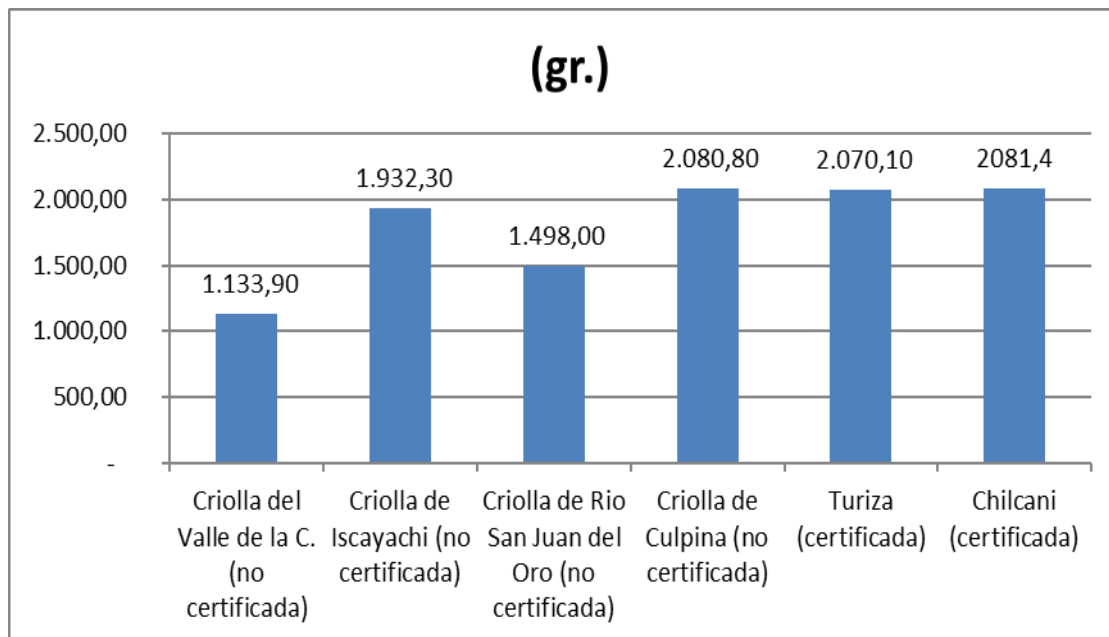 (gr.)
2.500,00
2.000,00
1.500,00
1.000,00
500,00
-
1.133,90
1.932,30
1.498,00
2.080,80
2.070,10
2081,4
Criolla del
Valle de la C.
(no
certificada)
Criolla de
Iscayachi (no
certificada)
Criolla de Rio
San Juan del
Oro (no
certificada)
Criolla de
Culpina (no
certificada)
Turiza
(certificada)
Chilcani
(certificada)